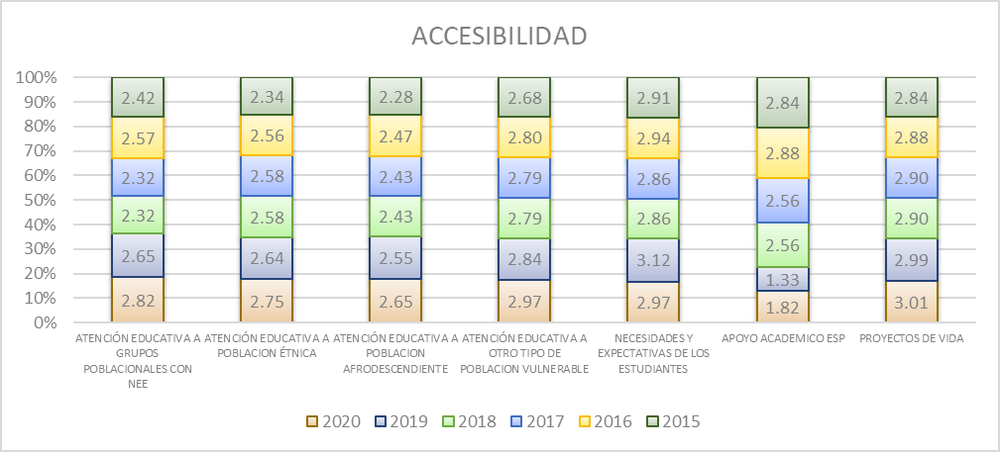 ACCESIBILIDAD
100%
90%
80%
70%
60%
50%
40%
30%
20%
10%
0%
2.42 2.34 2.28 2.68 2.91 2.84 2.84
2.57 2.56 2.47 2.80 2.94 2.88 2.88
2.32 2.58 2.43 2.79 2.86 2.56 2.90
2.32 2.58 2.43 2.79 2.86 2.56 2.90
2.65 2.64 2.55 2.84 3.12 1.33 2.99
2.82 2.75 2.65 2.97 2.97 1.82 3.01
ATENCIÓN EDUCATIVA A
GRUPOS
POBLACIONALES CON
NEE
ATENCIÓN EDUCATIVA A
POBLACION ÉTNICA
ATENCIÓN EDUCATIVA A
POBLACION
AFRODESCENDIENTE
ATENCIÓN EDUCATIVA A
OTRO TIPO DE
POBLACION VULNERABLE
NECESIDADES Y
EXPECTATIVAS DE LOS
ESTUDIANTES
APOYO ACADEMICO ESP
PROYECTOS DE VIDA
2020 2019 2018 2017 2016 2015